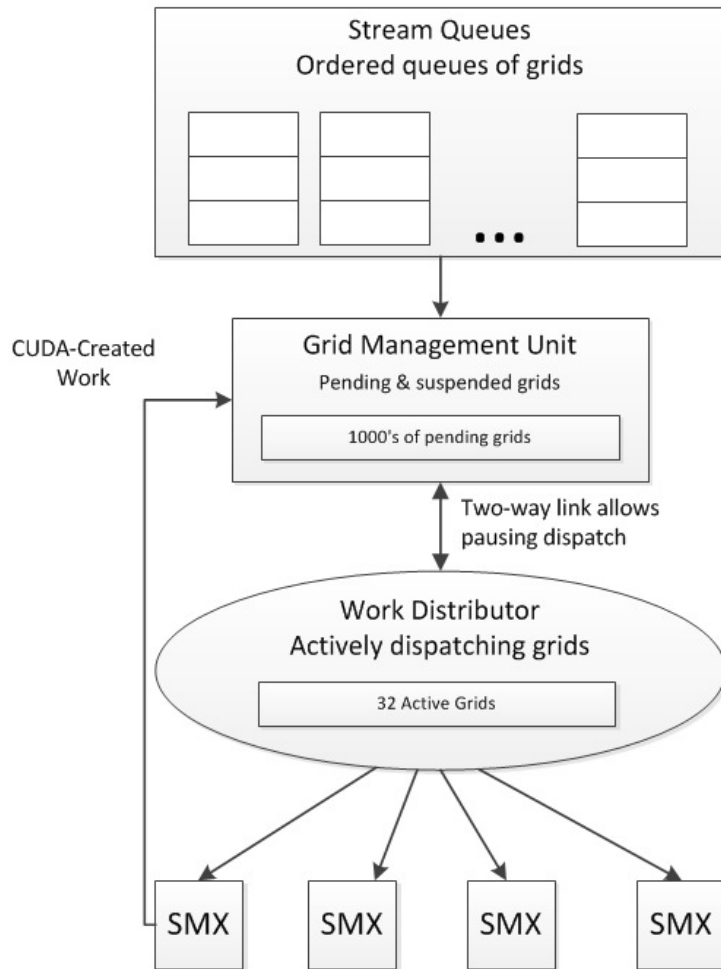 Stream Queues
Ordered queues of grids
...
CUDA-Created
Work
Grid Management Unit
Pending & suspended grids
1000's of pending grids
Two-way link allows
pausing dispatch
Work Distributor
Actively dispatching grids
32 Active Grids
SMX
SMX
SMX
SMX